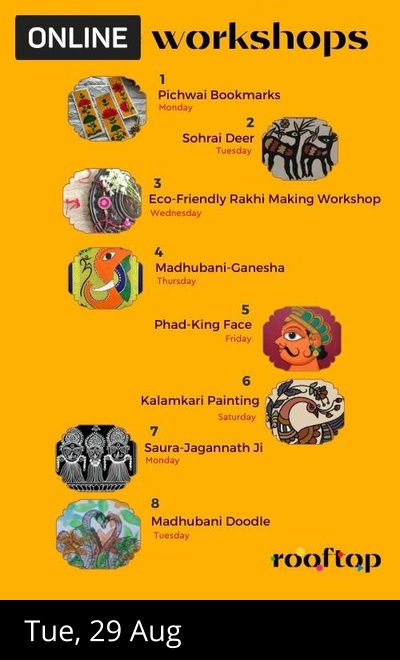 ONLINE workshops
1
Pichwai Bookmarks
Monday
2
Sohrai Deer
Tuesday
3
Eco-Friendly Rakhi Making Workshop
Wednesday
4
Madhubani-Ganesha
Thursday
5
Phad-King Face
Friday
6
Kalamkari Painting
Saturday
7
Saura-Jagannath Ji
Monday
8
Madhubani Doodle
Tuesday
rooftop
Tue, 29 Aug